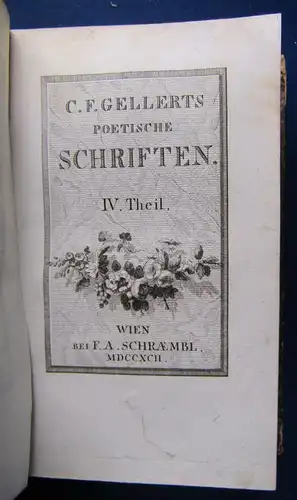 C. F. GELLERTS
POETISCHE
SCHRIFTEN.
IV. Theil.
WIEN
BEI F. A. SCHRÆMBL.
MDCCXCII.